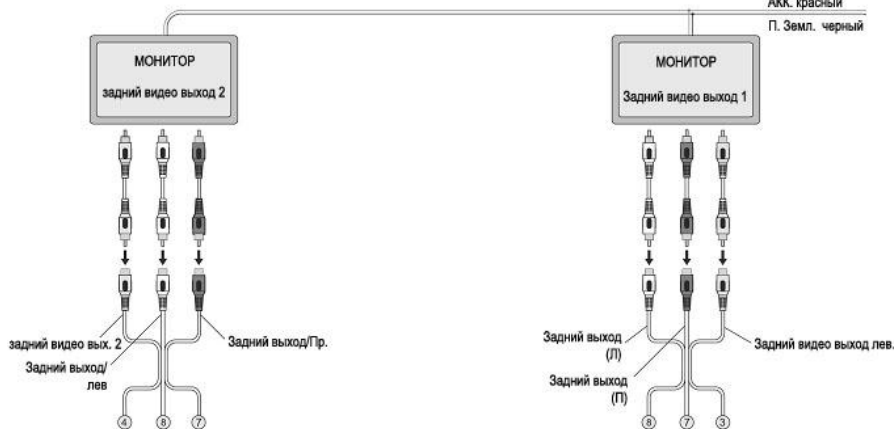 АКК. красный
П. Земл. черный
МОНИТОР
задний видео выход 2
МОНИТОР
Задний видео выход 1
задний видео вых. 2
Задний выход/
лев
Задний выход/Пр.
Задний выход
(Л)
Задний выход
(П)
Задний видео выход лев.
4 8 7
8 7 3